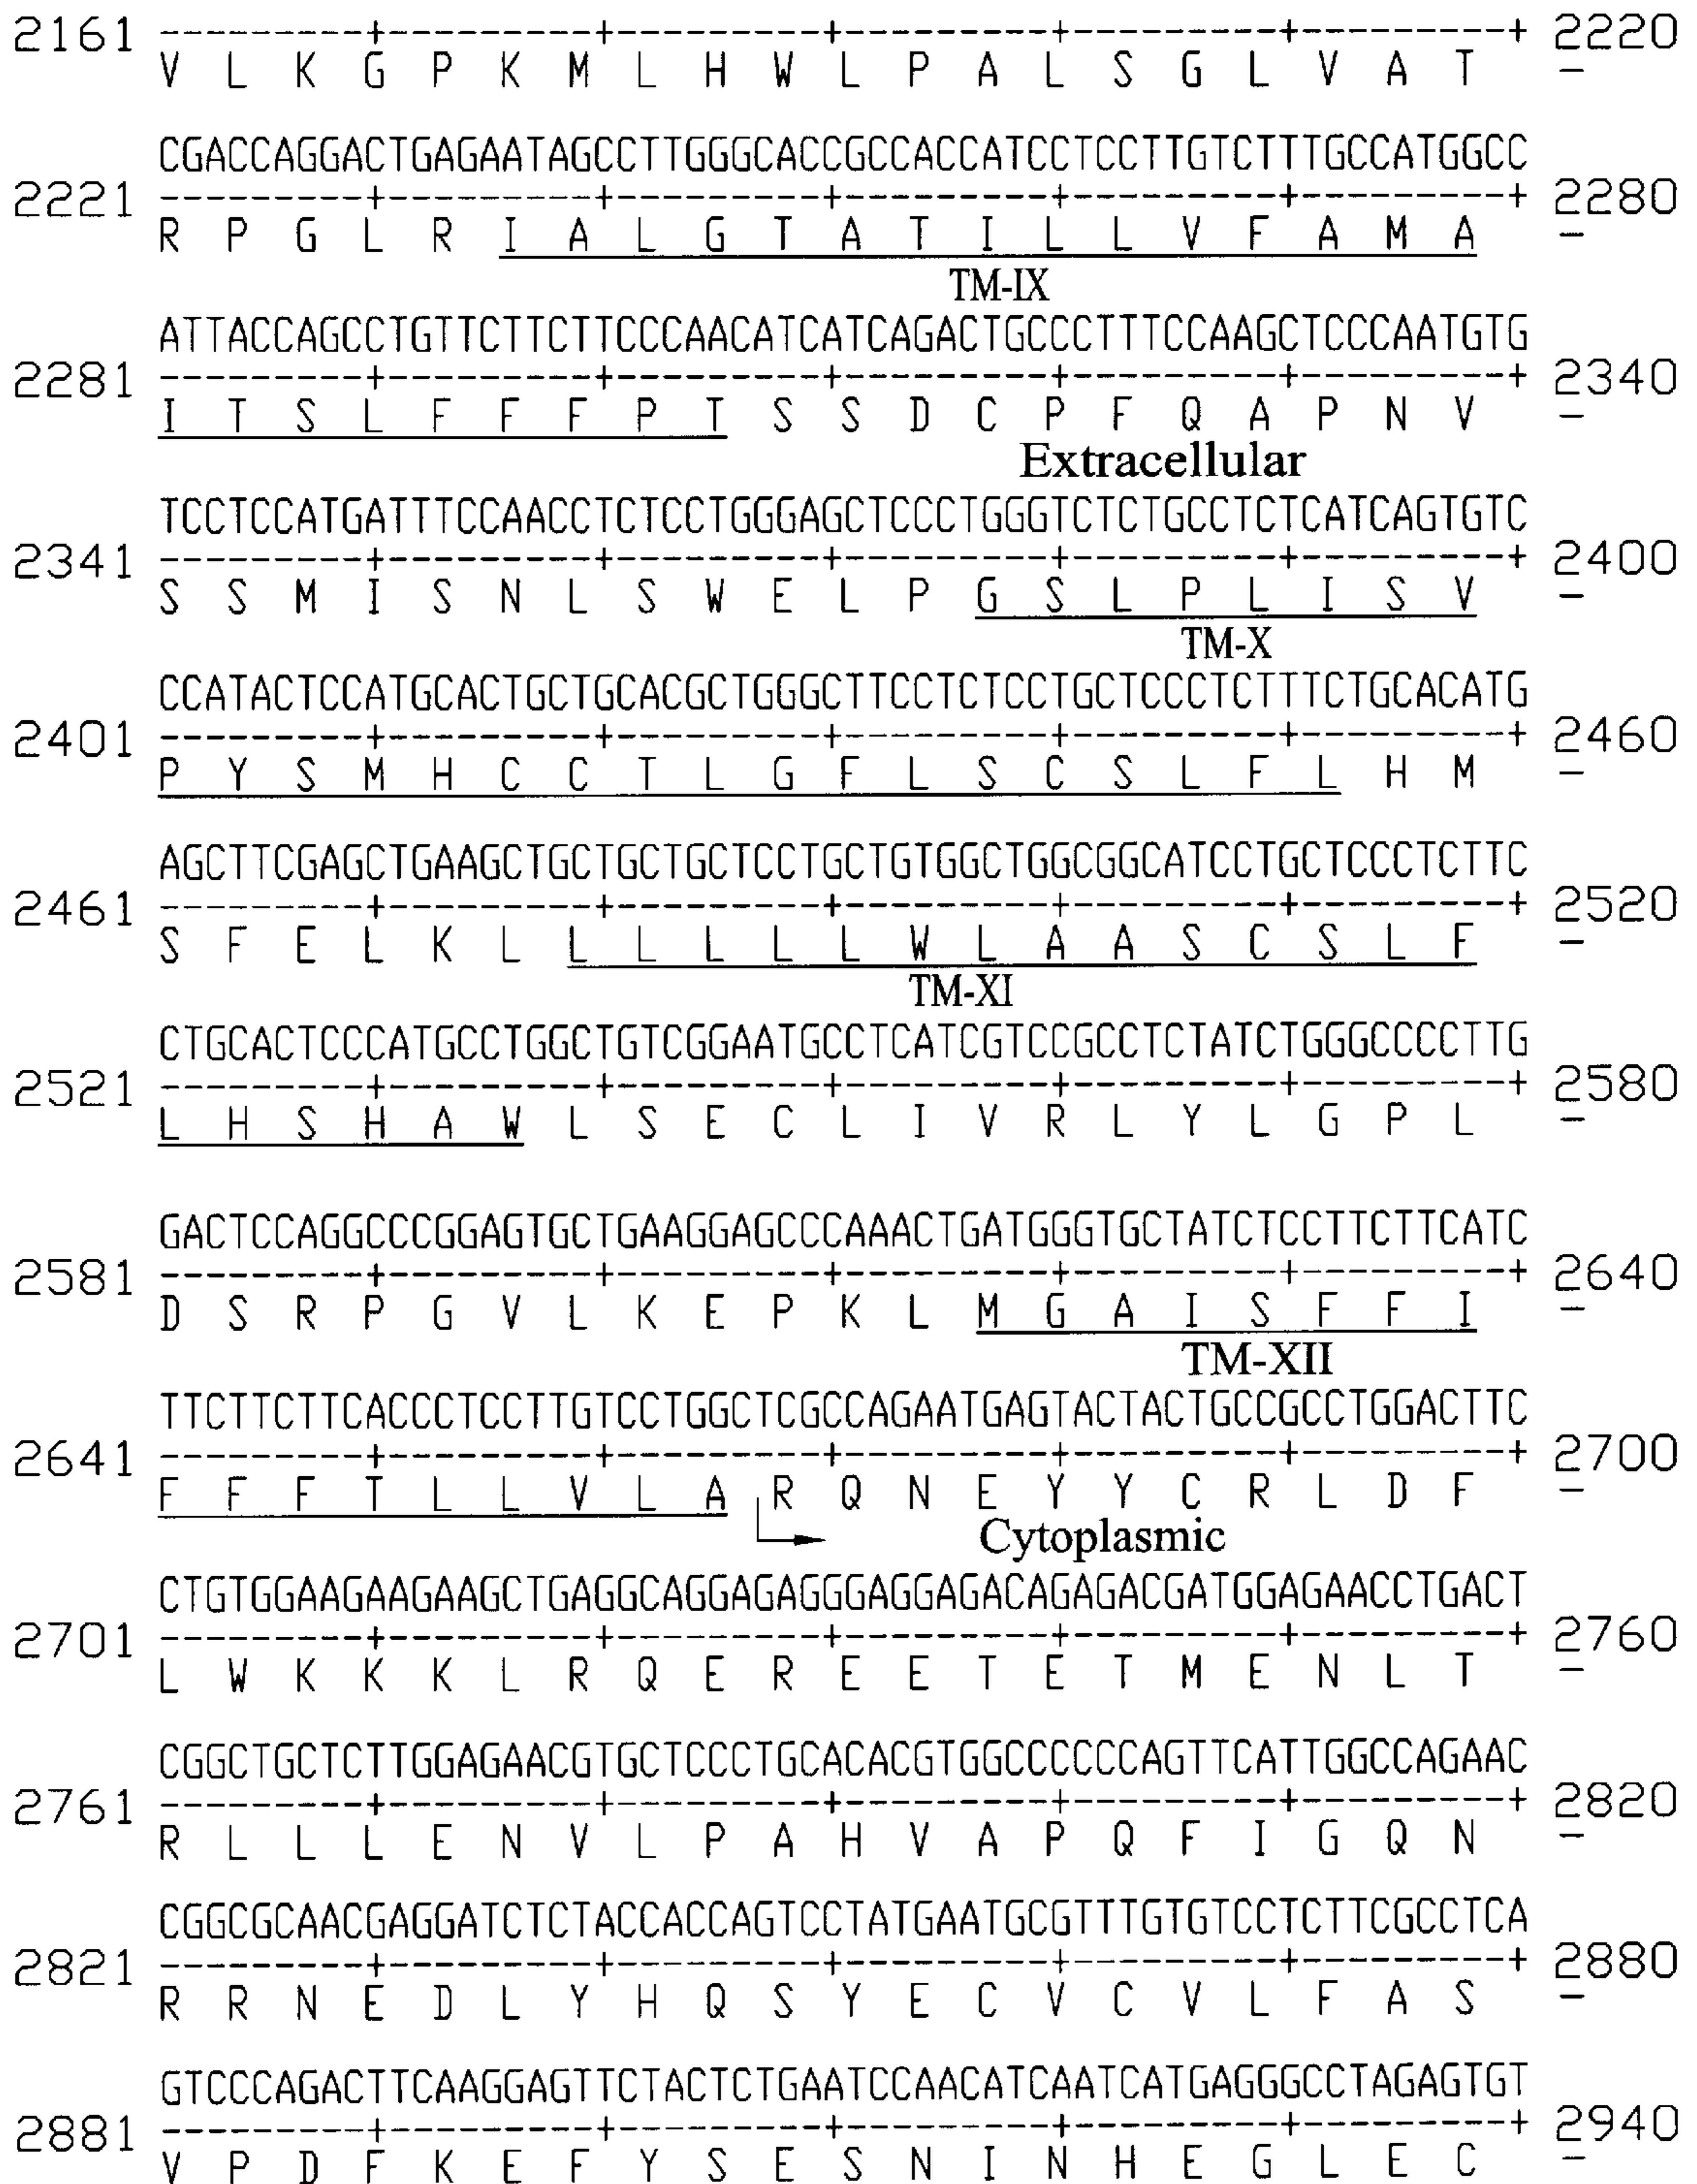 2161 ---------+---------+---------+---------+---------+---------+ 2220
V L K G P K M L H W L P A L S G L V A T -
CGACCAGGACTGAGAATAGCCTTGGGCACCGCCACCATCCTCCTTGTCTTTGCCATGGCC
2221 ---------+---------+---------+---------+---------+---------+ 2280
R P G L R I A L G T A T I L L V F A M A -
TM-IX
ATTACCAGCCTGTTCTTCTTCCCAACATCATCAGACTGCCCTTTCCAAGCTCCCAATGTG
2281 ---------+---------+---------+---------+---------+---------+ 2340
I T S L F F F P T S S D C P F Q A P N V -
Extracellular
TCCTCCATGATTTCCAACCTCTCCTGGGAGCTCCCTGGGTCTCTGCCTCTCATCAGTGTC
2341 ---------+---------+---------+---------+---------+---------+ 2400
S S M I S N L S W E L P G S L P L I S V -
TM-X
CCATACTCCATGCACTGCTGCACGCTGGGCTTCCTCTCCTGCTCCCTCTTTCTGCACATG
2401 ---------+---------+---------+---------+---------+---------+ 2460
P Y S M H C C T L G F L S C S L F L H M -
AGCTTCGAGCTGAAGCTGCTGCTGCTCCTGCTGTGGCTGGCGGCATCCTGCTCCCTCTTC
2461 ---------+---------+---------+---------+---------+---------+ 2520
S F E L K L L L L L L W L A A S C S L F -
TM-XI
CTGCACTCCCATGCCTGGCTGTCGGAATGCCTCATCGTCCGCCTCTATCTGGGCCCCTTG
2521 ---------+---------+---------+---------+---------+---------+ 2580
L H S H A W L S E C L I V R L Y L G P L -
GACTCCAGGCCCGGAGTGCTGAAGGAGCCCAAACTGATGGGTGCTATCTCCTTCTTCATC
2581 ---------+---------+---------+---------+---------+---------+ 2640
D S R P G V L K E P K L M G A I S F F I -
TM-XII
TTCTTCTTCACCCTCCTTGTCCTGGCTCGCCAGAATGAGTACTACTGCCGCCTGGACTTC
2641 ---------+---------+---------+---------+---------+---------+ 2700
F F F T L L V L A R Q N E Y Y C R L D F -
Cytoplasmic
CTGTGGAAGAAGAAGCTGAGGCAGGAGAGGGAGGAGACAGAGACGATGGAGAACCTGACT
2701 ---------+---------+---------+---------+---------+---------+ 2760
L W K K K L R Q E R E E T E T M E N L T -
CGGCTGCTCTTGGAGAACGTGCTCCCTGCACACGTGGCCCCCCAGTTCATTGGCCAGAAC
2761 ---------+---------+---------+---------+---------+---------+ 2820
R L L L E N V L P A H V A P Q F I G Q N -
CGGCGCAACGAGGATCTCTACCACCAGTCCTATGAATGCGTTTGTGTCCTCTTCGCCTCA
2821 ---------+---------+---------+---------+---------+---------+ 2880
R R N E D L Y H Q S Y E C V C V L F A S -
GTCCCAGACTTCAAGGAGTTCTACTCTGAATCCAACATCAATCATGAGGGCCTAGAGTGT
2881 ---------+---------+---------+---------+---------+---------+ 2940
V P D F K E F Y S E S N I N H E G L E C -